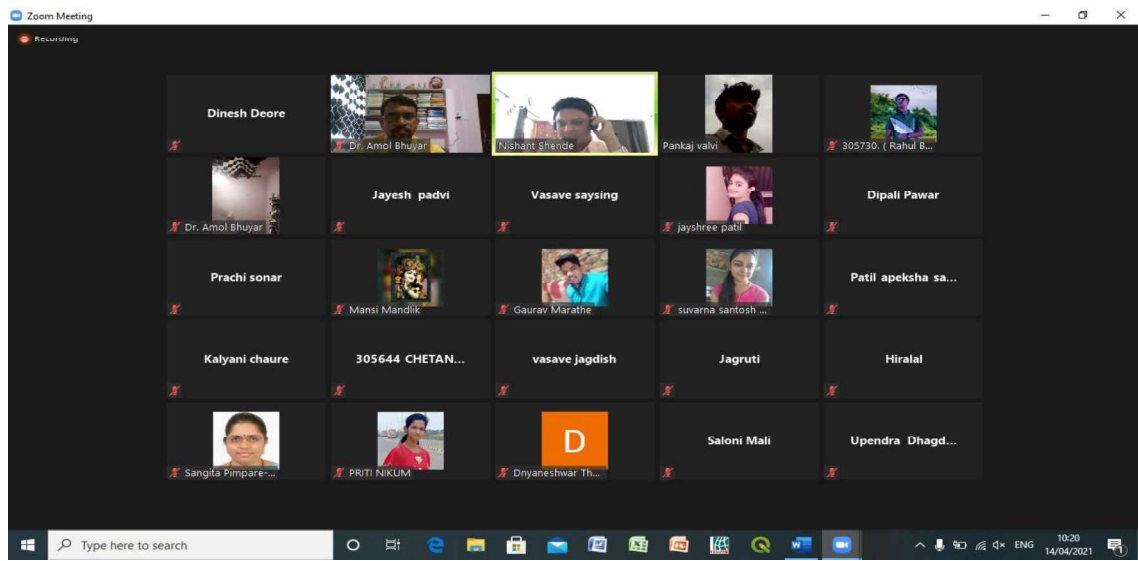 Zoom Meeting
Recording
Dinesh Deore
Dr. Amol Bhuyar
Nishant Shende
Pankaj valvi
305730. ( Rahul B...
Dr. Amol Bhuyar
Jayesh padvi
Vasave saysing
jayshree patil
Dipali Pawar
Prachi sonar
Mansi Mandlik
Gaurav Marathe
suvarna santosh ...
Patil apeksha sa...
Kalyani chaure
305644 CHETAN...
vasave jagdish
Jagruti
Hiralal
Sangita Pimpare-...
PRITI NIKUM
D
Dnyaneshwar Th...
Saloni Mali
Upendra Dhagd...
Type here to search
ENG
10:20
14/04/2021